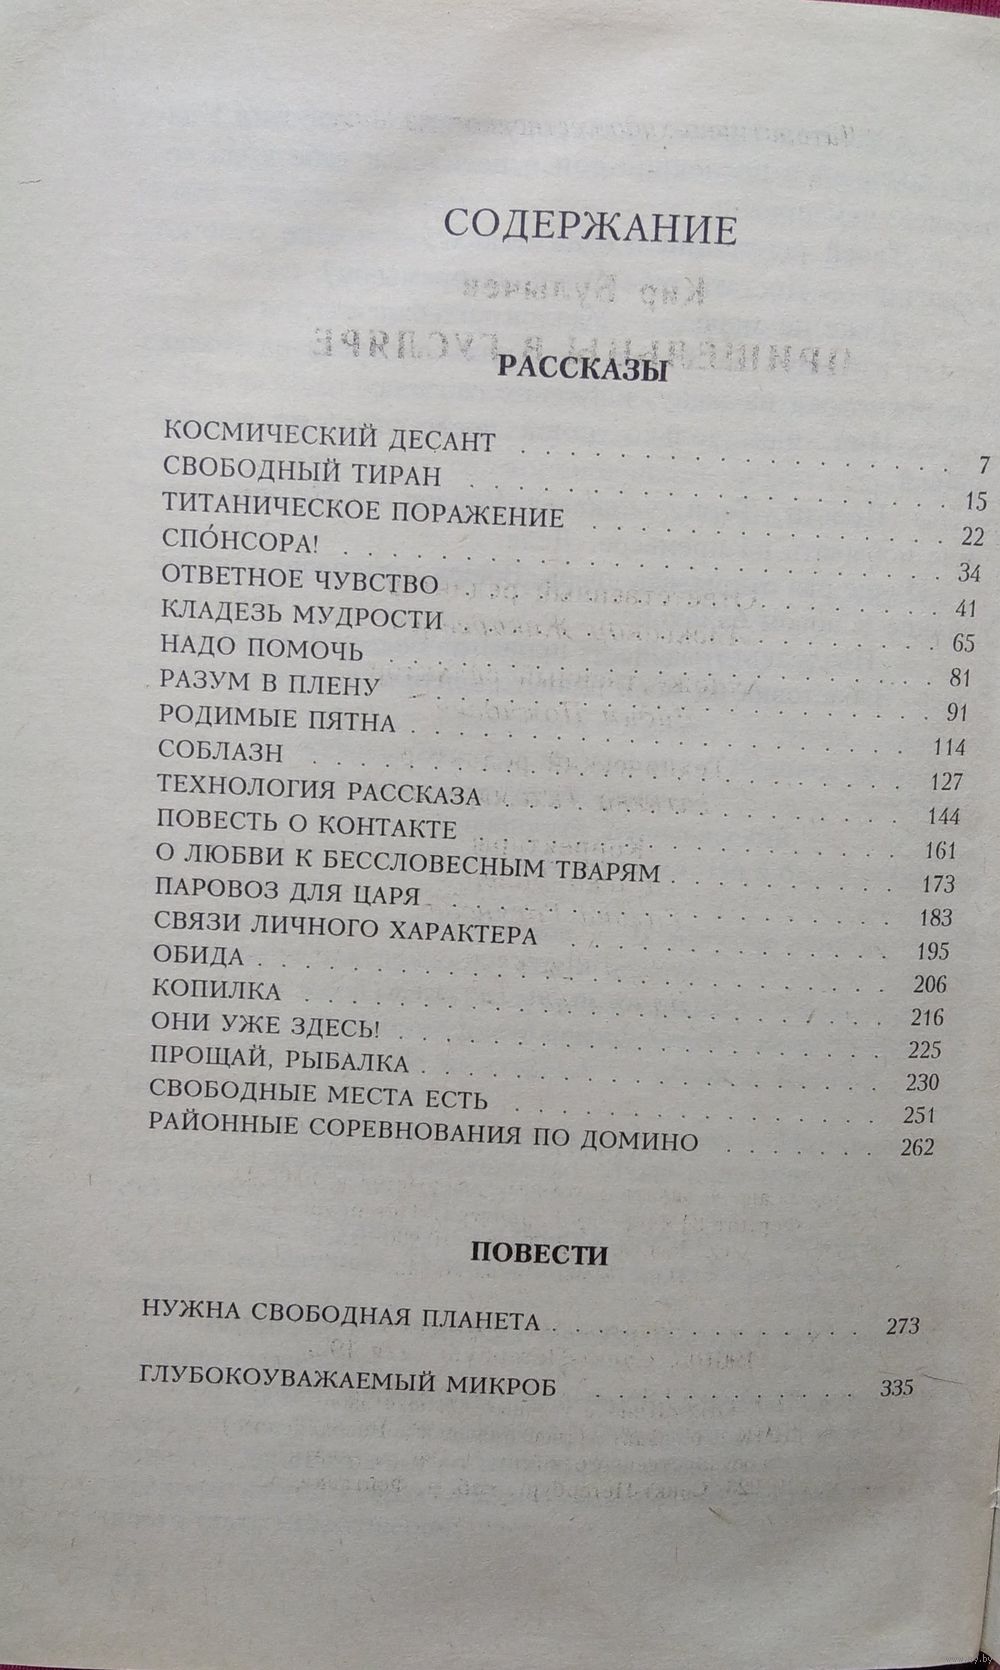 СОДЕРЖАНИЕ
РАССКАЗЫ
КОСМИЧЕСКИЙ ДЕСАНТ . . . . . . . . . . . . . . . . 7
СВОБОДНЫЙ ТИРАН . . . . . . . . . . . . . . . . 15
ТИТАНИЧЕСКОЕ ПОРАЖЕНИЕ . . . . . . . . . . . . . 22
СПО́НСОРА! . . . . . . . . . . . . . . . . . . . . 34
ОТВЕТНОЕ ЧУВСТВО . . . . . . . . . . . . . . . . 41
КЛАДЕЗЬ МУДРОСТИ . . . . . . . . . . . . . . . . 65
НАДО ПОМОЧЬ . . . . . . . . . . . . . . . . . . 81
РАЗУМ В ПЛЕНУ . . . . . . . . . . . . . . . . . 91
РОДИМЫЕ ПЯТНА . . . . . . . . . . . . . . . . . 114
СОБЛАЗН . . . . . . . . . . . . . . . . . . . . 127
ТЕХНОЛОГИЯ РАССКАЗА . . . . . . . . . . . . . . 144
ПОВЕСТЬ О КОНТАКТЕ . . . . . . . . . . . . . . . 161
О ЛЮБВИ К БЕССЛОВЕСНЫМ ТВАРЯМ . . . . . . . . . 173
ПАРОВОЗ ДЛЯ ЦАРЯ . . . . . . . . . . . . . . . . 183
СВЯЗИ ЛИЧНОГО ХАРАКТЕРА . . . . . . . . . . . . 195
ОБИДА . . . . . . . . . . . . . . . . . . . . . 206
КОПИЛКА . . . . . . . . . . . . . . . . . . . . 216
ОНИ УЖЕ ЗДЕСЬ! . . . . . . . . . . . . . . . . . 225
ПРОЩАЙ, РЫБАЛКА . . . . . . . . . . . . . . . . 230
СВОБОДНЫЕ МЕСТА ЕСТЬ . . . . . . . . . . . . . . 251
РАЙОННЫЕ СОРЕВНОВАНИЯ ПО ДОМИНО . . . . . . . 262
ПОВЕСТИ
НУЖНА СВОБОДНАЯ ПЛАНЕТА . . . . . . . . . . . . 273
ГЛУБОКОУВАЖАЕМЫЙ МИКРОБ . . . . . . . . . . . 335